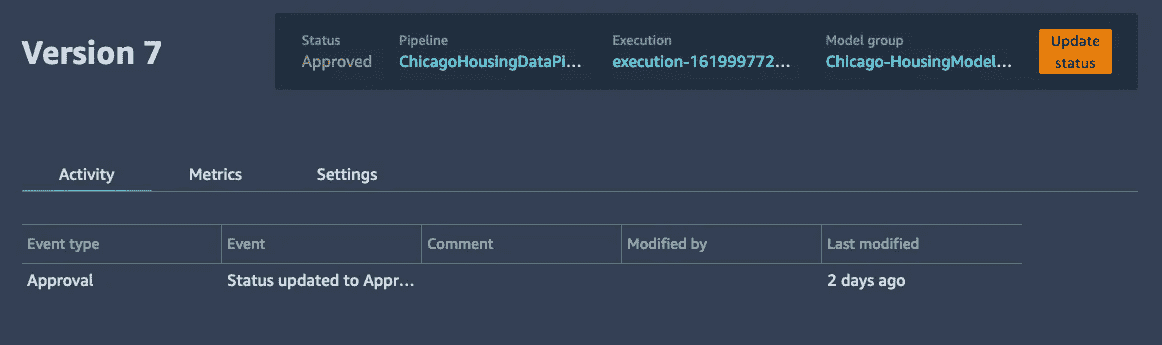 Version 7
Status Pipeline Execution Model group
Approved ChicagoHousingDataPi... execution-161999772... Chicago-HousingModel...
Update
status
Activity Metrics Settings
Event type Event Comment Modified by Last modified
Approval Status updated to Appr... 2 days ago